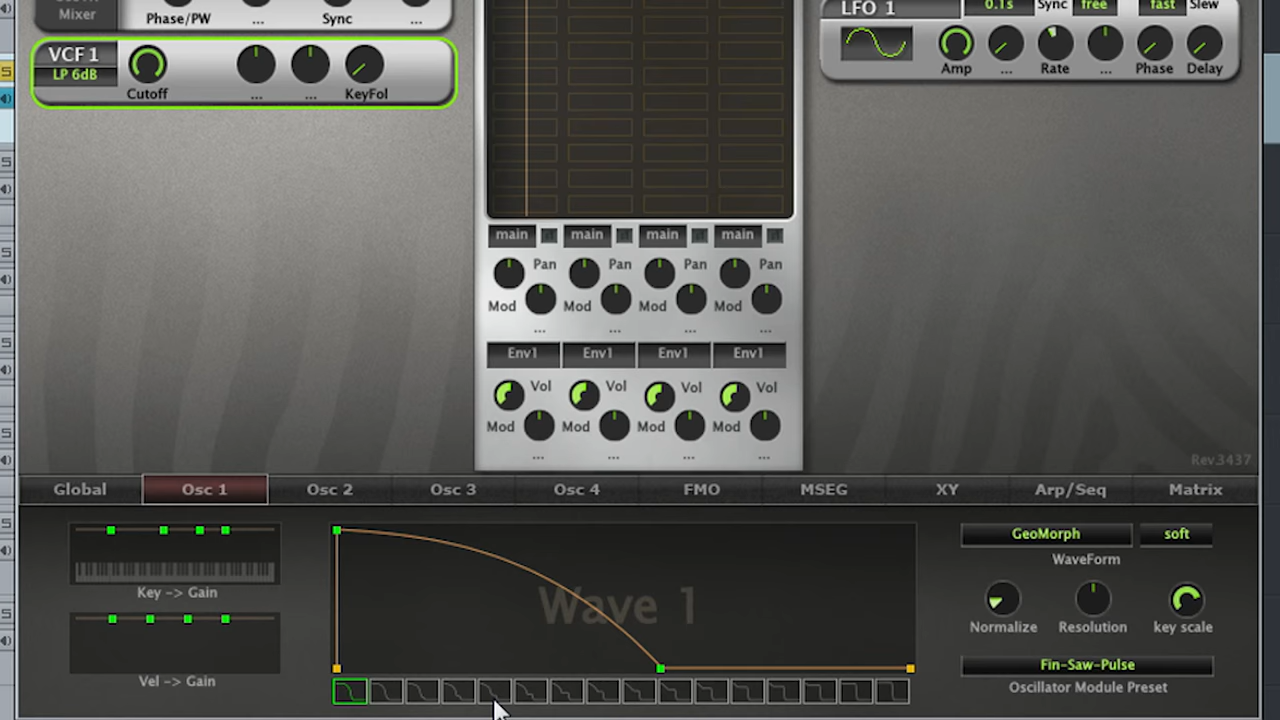 Mixer
Phase/PW
...
Sync
...
VCF 1
LP 6dB
Cutoff
...
...
KeyFol
LFO 1
0.1s
Sync
free
fast
Slew
Amp
...
Rate
...
Phase
Delay
main
main
main
main
Pan
Pan
Pan
Pan
Mod
Mod
Mod
Mod
...
...
...
...
Env1
Env1
Env1
Env1
Vol
Vol
Vol
Vol
Mod
Mod
Mod
Mod
...
...
...
...
Rev.3437
Global
Osc 1
Osc 2
Osc 3
Osc 4
FMO
MSEG
XY
Arp/Seq
Matrix
Key -> Gain
Vel -> Gain
Wave 1
GeoMorph
soft
WaveForm
Normalize
Resolution
key scale
Fin-Saw-Pulse
Oscillator Module Preset
S
S
S
S
S
S
S